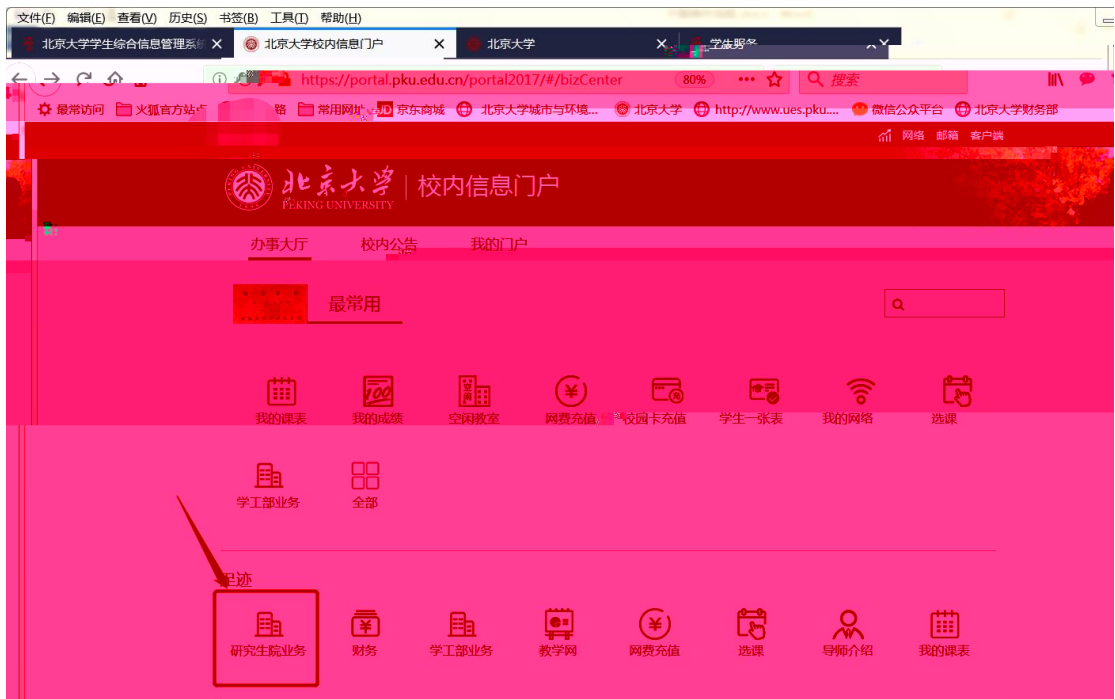 文件(F) 编辑(E) 查看(V) 历史(S) 书签(B) 工具(T) 帮助(H)
北京大学学生综合信息管理系统 北京大学校内信息门户 北京大学
https://portal.pku.edu.cn/portal2017/#/bizCenter 80% 搜索
最常访问 火狐官方站点 常用网址 JD 京东商城 北京大学城市与环境... 北京大学 http://www.ues.pku.... 微信公众平台 北京大学财务部
网络 邮箱 客户端
北京大学 校内信息门户
PEKING UNIVERSITY
办事大厅 校内公告 我的门户
最常用
我的课表 我的成绩 空闲教室 网费充值 校园卡充值 学生一张表 我的网络 选课
学工部业务 全部
足迹
研究生院业务 财务 学工部业务 教学网 网费充值 选课 导师介绍 我的课表